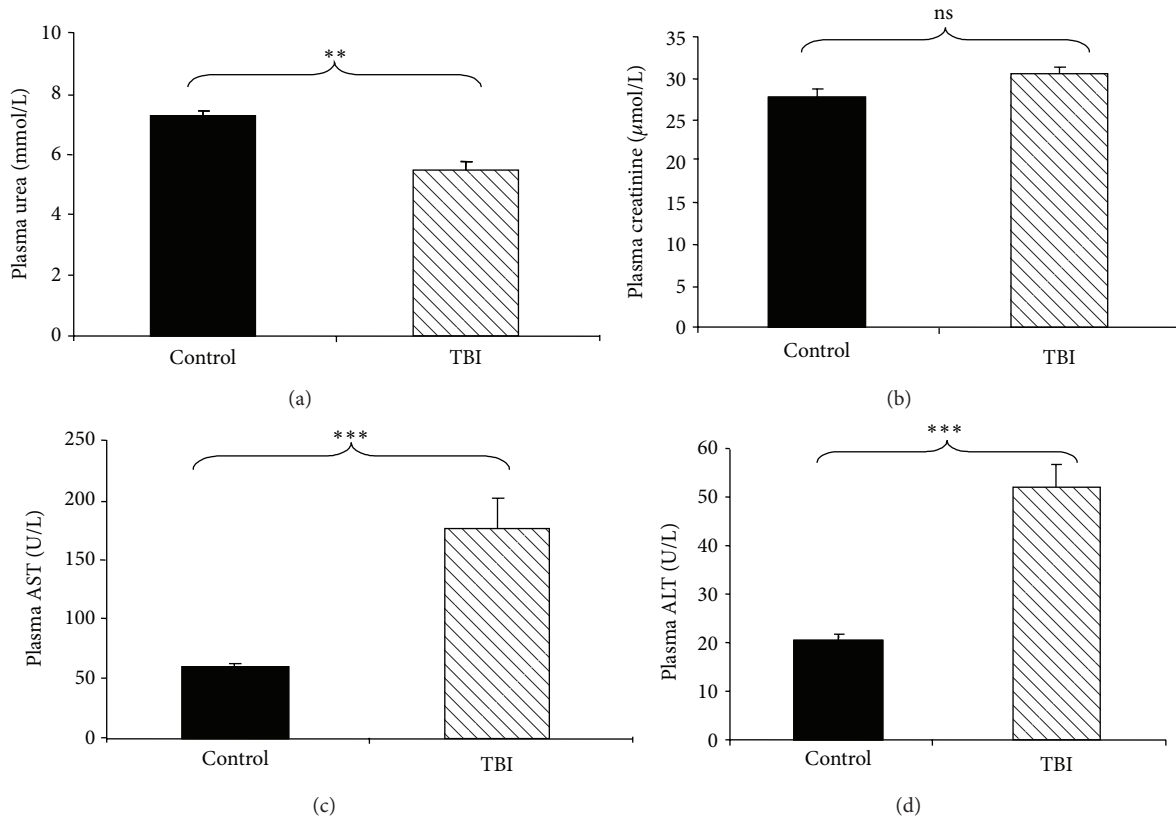 10
8
6
4
2
0
Plasma urea (mmol/L)
**
Control
TBI
(a)
35
30
25
20
15
10
5
0
Plasma creatinine (μmol/L)
ns
Control
TBI
(b)
250
200
150
100
50
0
Plasma AST (U/L)
***
Control
TBI
(c)
60
50
40
30
20
10
0
Plasma ALT (U/L)
***
Control
TBI
(d)